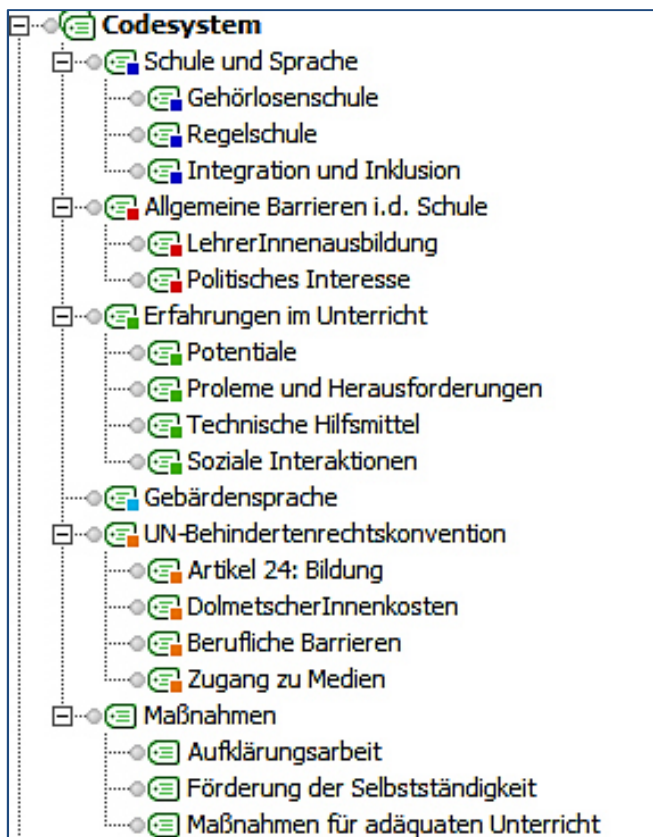 Codesystem
Schule und Sprache
Gehörlosenschule
Regelschule
Integration und Inklusion
Allgemeine Barrieren i.d. Schule
LehrerInnenausbildung
Politisches Interesse
Erfahrungen im Unterricht
Potentiale
Proleme und Herausforderungen
Technische Hilfsmittel
Soziale Interaktionen
Gebärdensprache
UN-Behindertenrechtskonvention
Artikel 24: Bildung
DolmetscherInnenkosten
Berufliche Barrieren
Zugang zu Medien
Maßnahmen
Aufklärungsarbeit
Förderung der Selbstständigkeit
Maßnahmen für adäquaten Unterricht